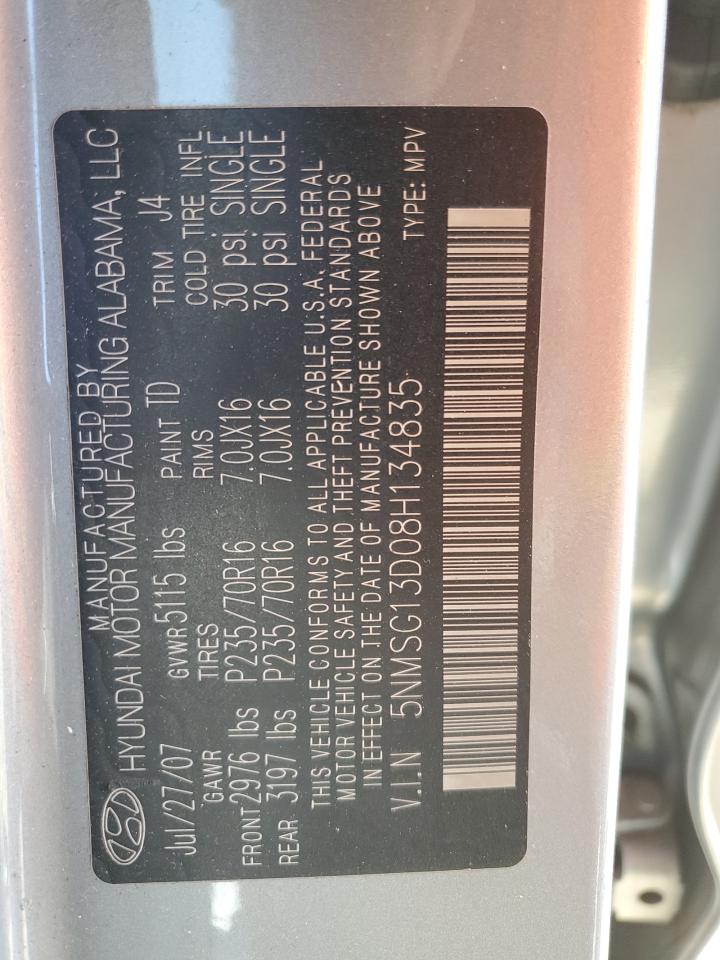 MANUFACTURED BY
HYUNDAI MOTOR MANUFACTURING ALABAMA, LLC
Jul/27/07 GVWR 5115 lbs PAINT 1D TRIM J4
GAWR TIRES RIMS COLD TIRE INFL
FRONT 2976 lbs P235/70R16 7.0JX16 30 psi, SINGLE
REAR 3197 lbs P235/70R16 7.0JX16 30 psi SINGLE
THIS VEHICLE CONFORMS TO ALL APPLICABLE U.S.A. FEDERAL
MOTOR VEHICLE SAFETY AND THEFT PREVENTION STANDARDS
IN EFFECT ON THE DATE OF MANUFACTURE SHOWN ABOVE
V.I.N 5NMSG13D08H134835 TYPE: MPV